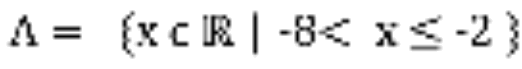 A = {x ∈ ℝ | -8< x ≤ -2 }